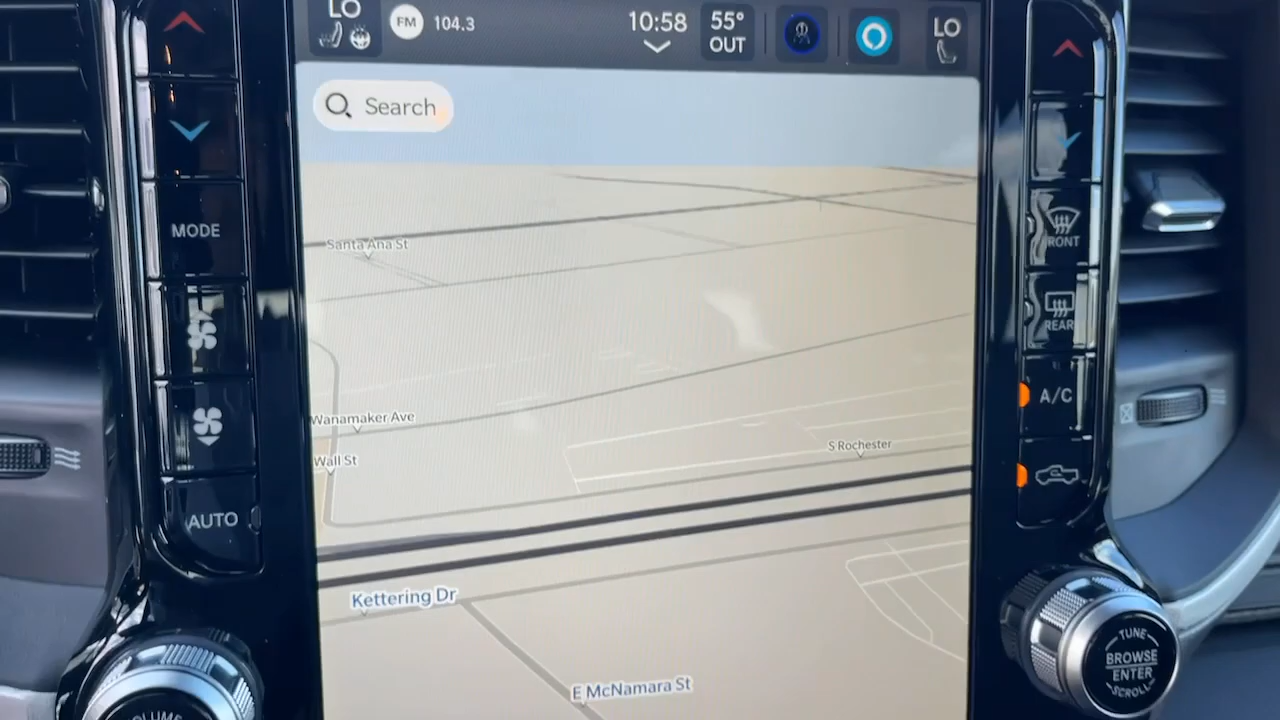 LO
FM 104.3
10:58
55°
OUT
LO
Search
MODE
FRONT
REAR
A/C
AUTO
Santa Ana St
Wanamaker Ave
Wall St
S Rochester
Kettering Dr
E McNamara St
VOLUME
TUNE
BROWSE
ENTER
SCROLL